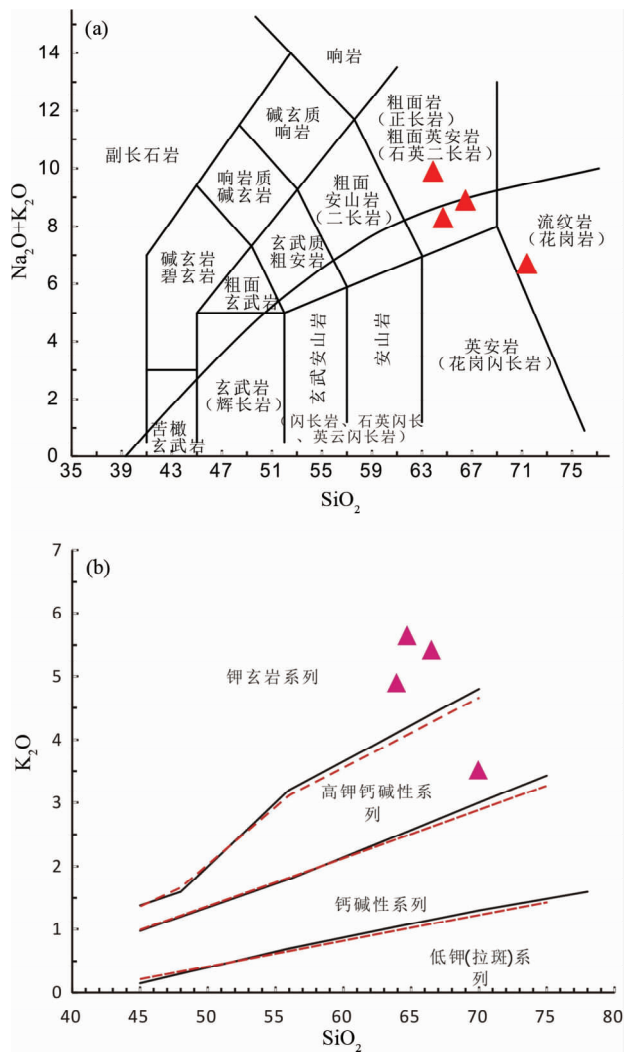 (a)
响岩
碱玄质
响岩
粗面岩
（正长岩）
粗面英安岩
（石英二长岩）
副长石岩
响岩质
碱玄岩
粗面
安山岩
（二长岩）
流纹岩
（花岗岩）
碱玄岩
碧玄岩
玄武质
粗安岩
粗面
玄武岩
玄武岩
（辉长岩）
玄武安山岩
安山岩
英安岩
（花岗闪长岩）
苦橄
玄武岩
（闪长岩、石英闪长
、英云闪长岩）
Na2O+K2O
14
12
10
8
6
4
2
0
35 39 43 47 51 55 59 63 67 71 75
SiO2
(b)
钾玄岩系列
高钾钙碱性系
列
钙碱性系列
低钾(拉斑)系
列
K2O
7
6
5
4
3
2
1
0
40 45 50 55 60 65 70 75 80
SiO2